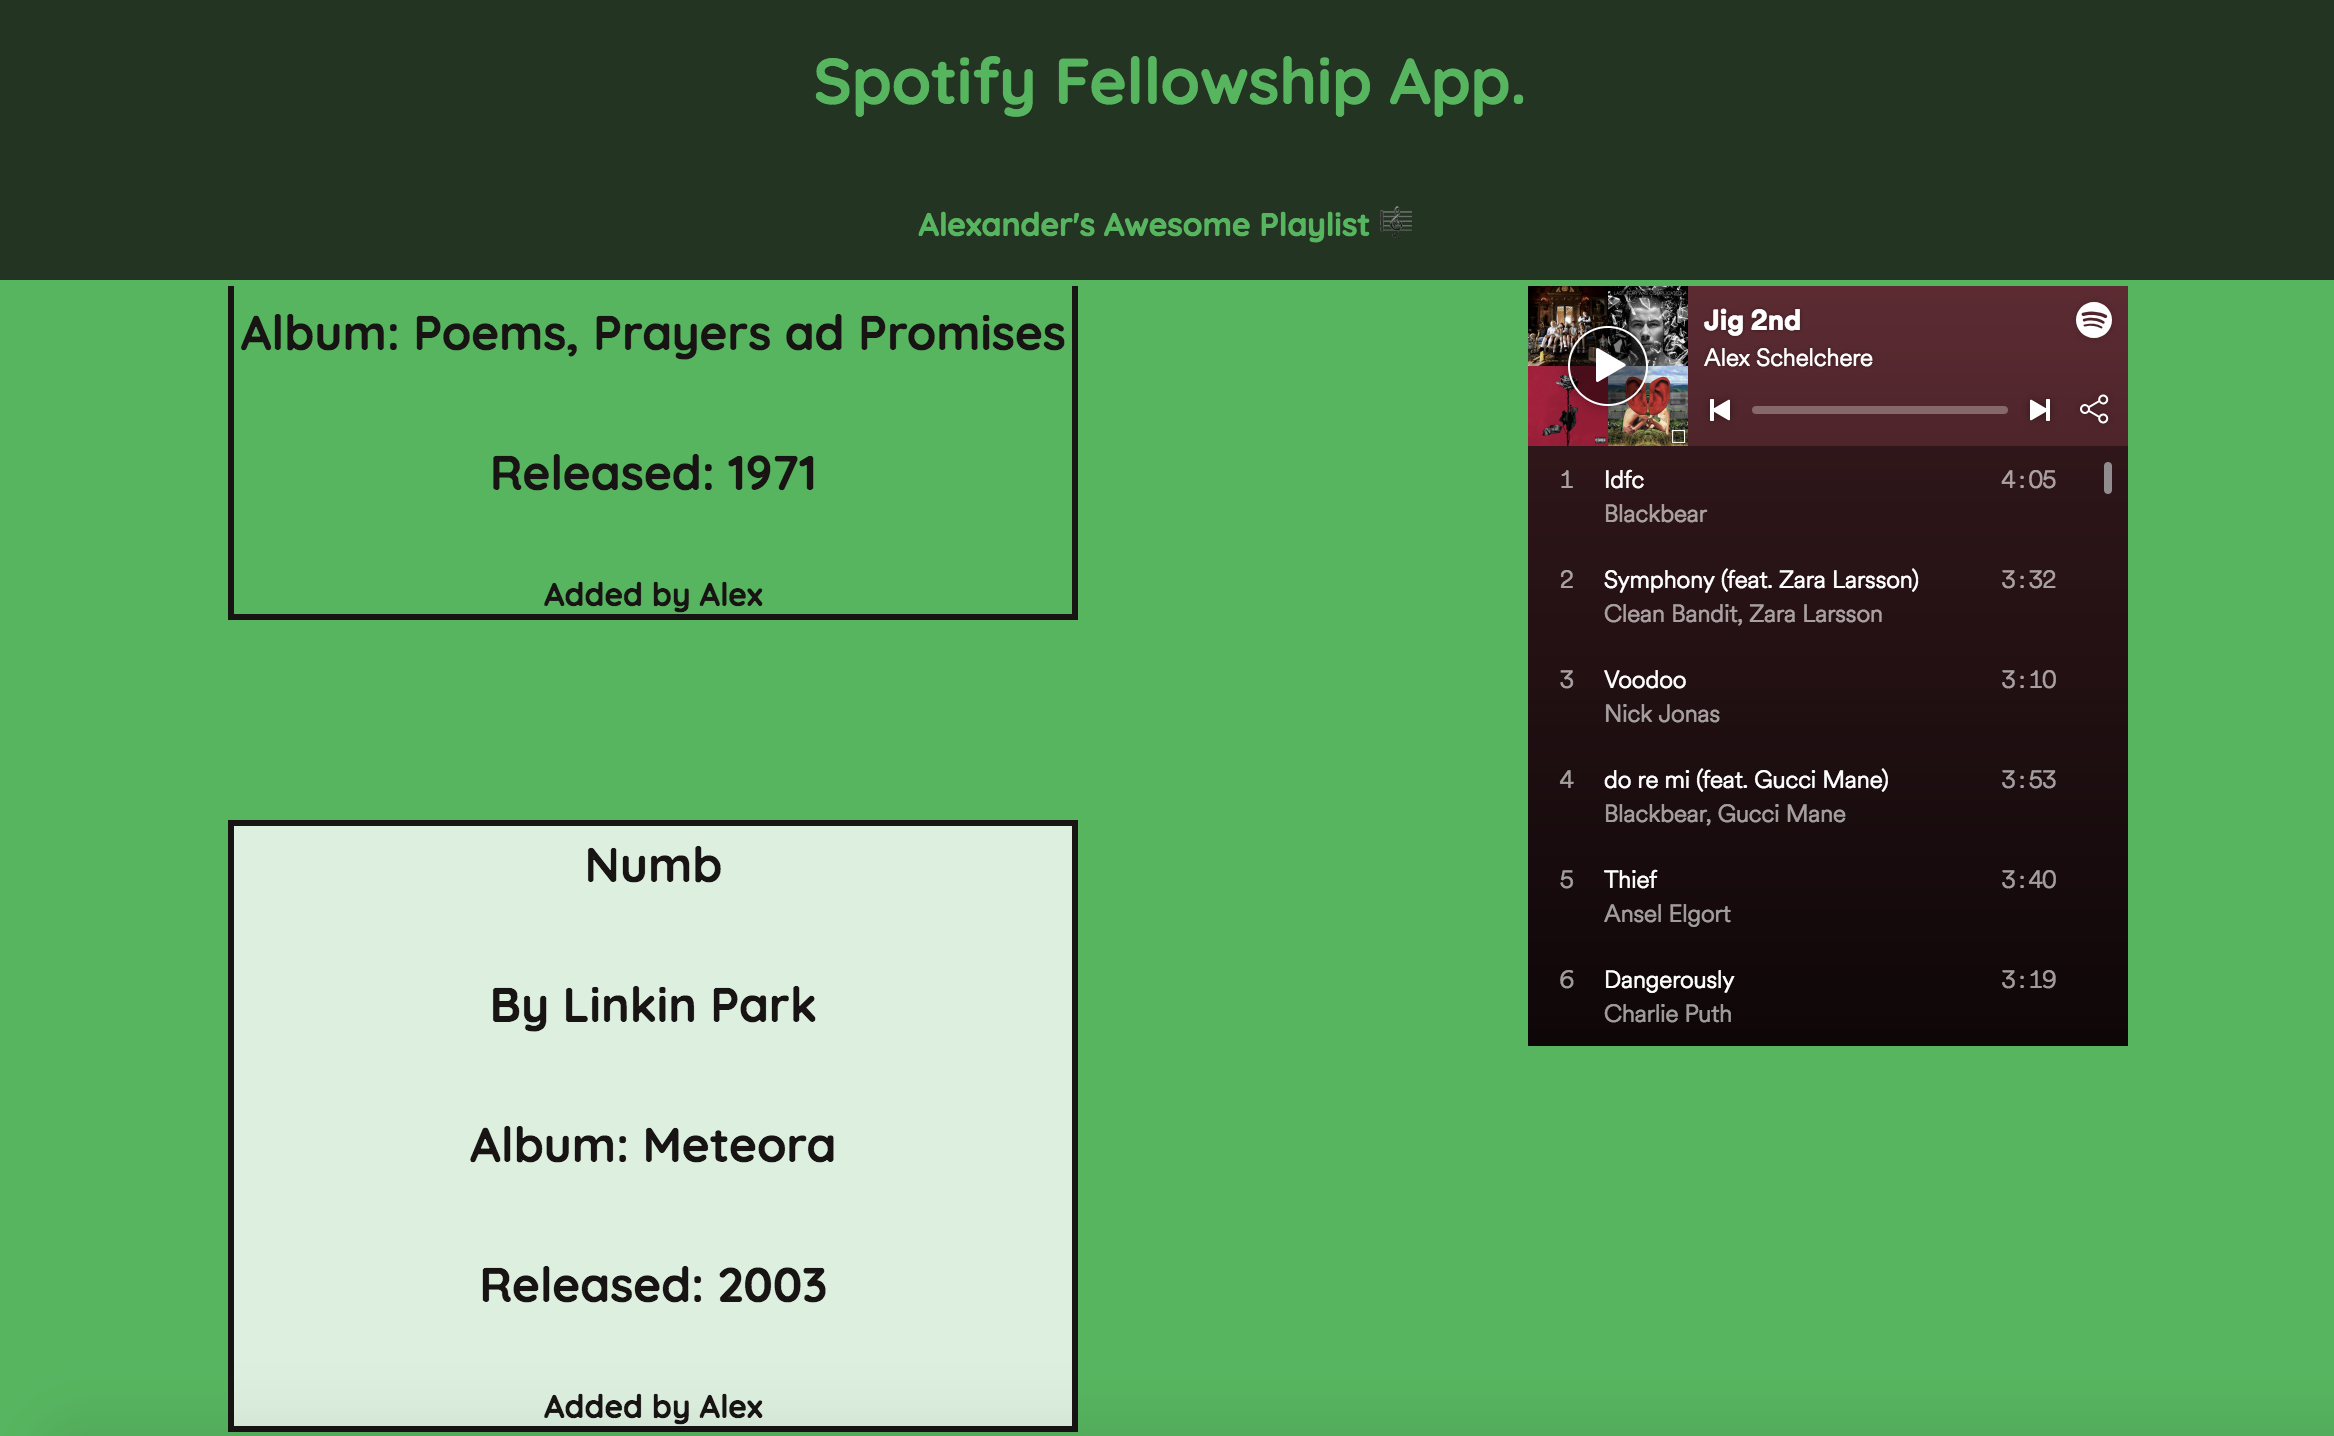 Spotify Fellowship App.
Alexander's Awesome Playlist 🎼
Album: Poems, Prayers ad Promises
Released: 1971
Added by Alex
Numb
By Linkin Park
Album: Meteora
Released: 2003
Added by Alex
Jig 2nd
Alex Schelchere
1 Idfc 4:05
Blackbear
2 Symphony (feat. Zara Larsson) 3:32
Clean Bandit, Zara Larsson
3 Voodoo 3:10
Nick Jonas
4 do re mi (feat. Gucci Mane) 3:53
Blackbear, Gucci Mane
5 Thief 3:40
Ansel Elgort
6 Dangerously 3:19
Charlie Puth